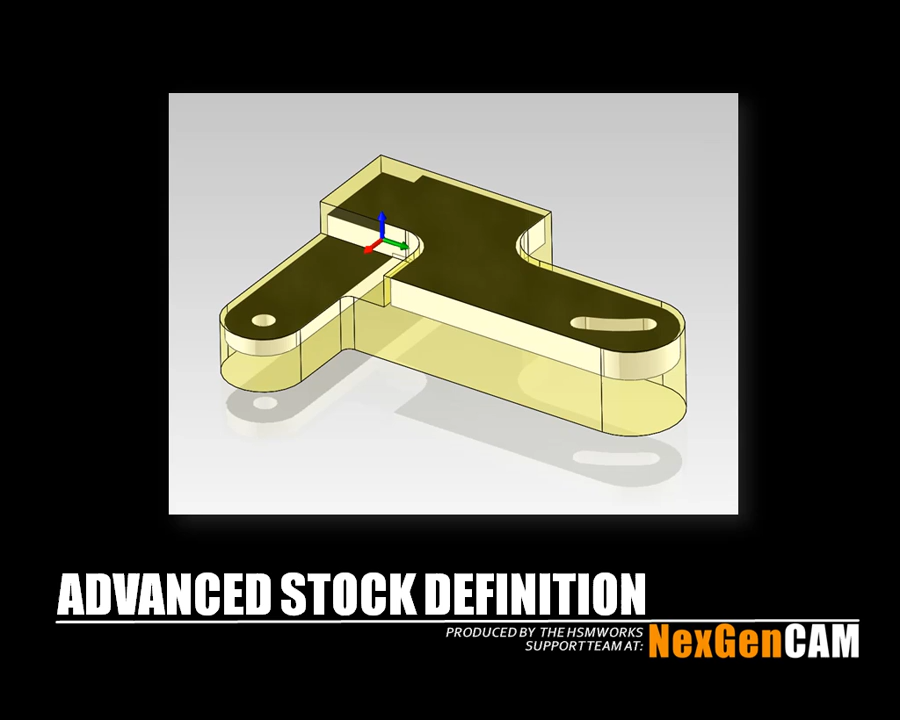 ADVANCED STOCK DEFINITION
PRODUCED BY THE HSMWORKS
SUPPORT TEAM AT:
NexGenCAM